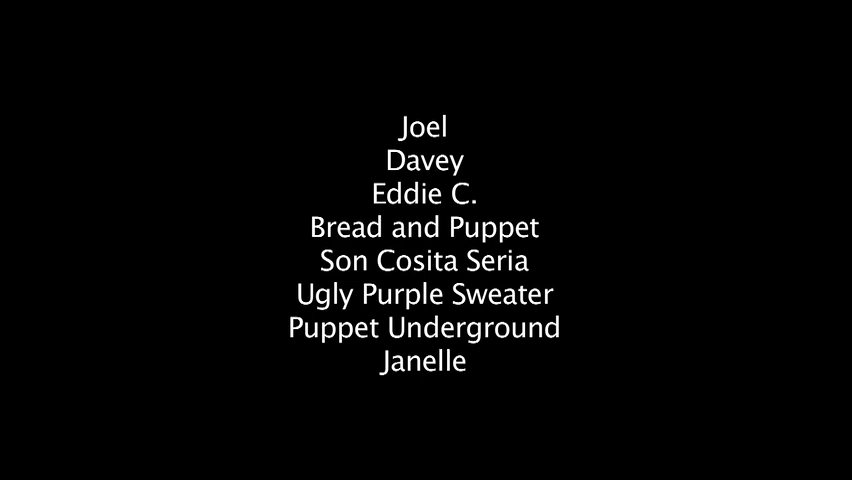 Joel
Davey
Eddie C.
Bread and Puppet
Son Cosita Seria
Ugly Purple Sweater
Puppet Underground
Janelle